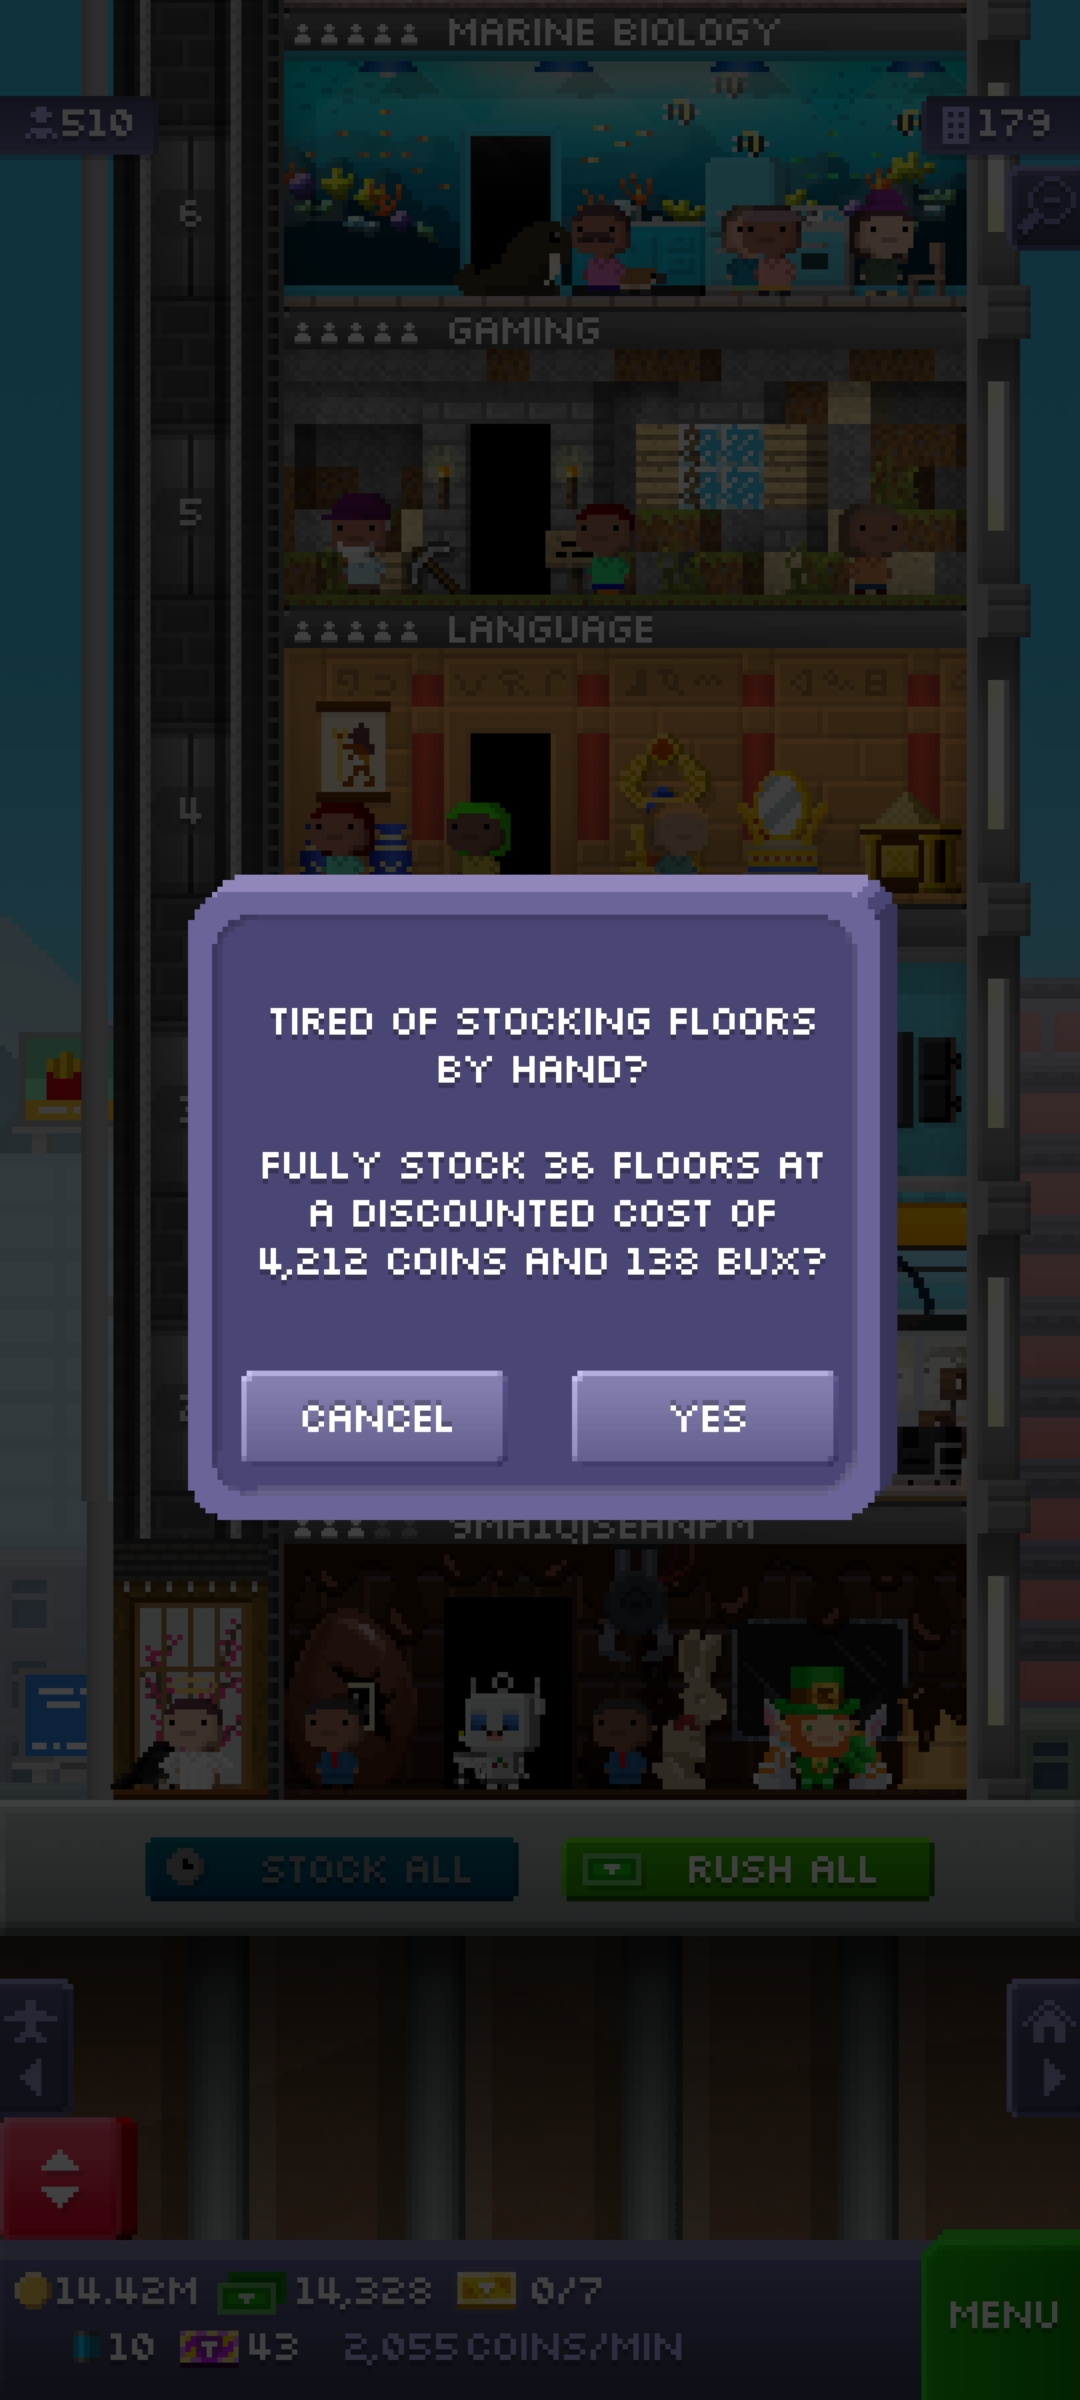 MARINE BIOLOGY
510
179
6
GAMING
5
LANGUAGE
4
TIRED OF STOCKING FLOORS
BY HAND?
FULLY STOCK 36 FLOORS AT
A DISCOUNTED COST OF
4,212 COINS AND 138 BUX?
CANCEL
YES
STOCK ALL
RUSH ALL
14.42M
14,328
0/7
10
43
2,055 COINS/MIN
MENU